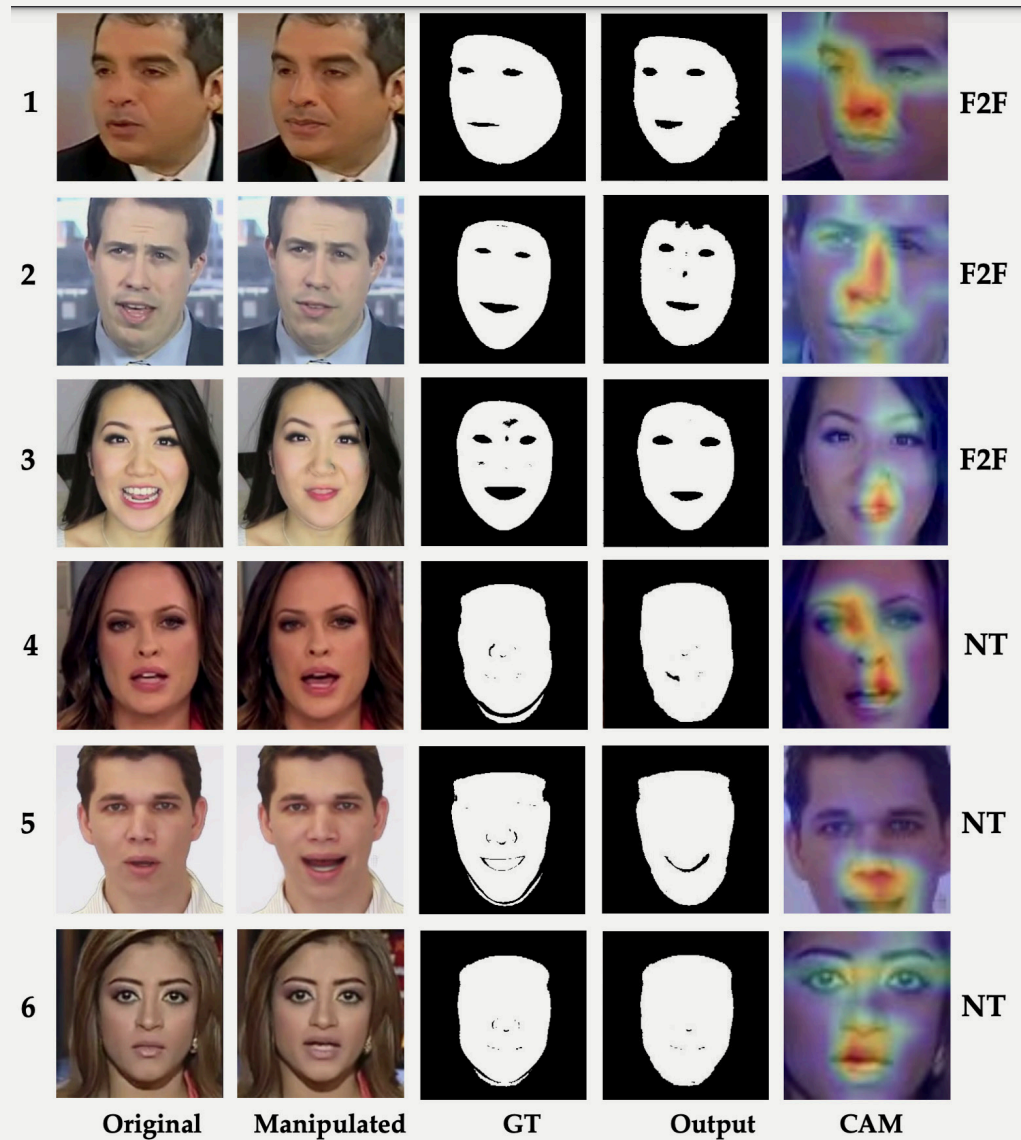 1 F2F
2 F2F
3 F2F
4 NT
5 NT
6 NT
Original Manipulated GT Output CAM